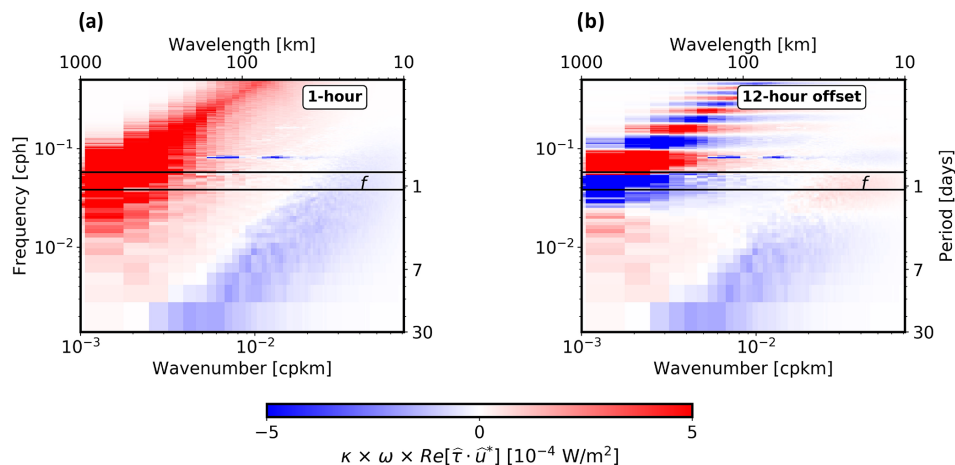 (a)
Wavelength [km]
1000 100 10
1-hour
Frequency [cph]
10⁻¹
10⁻²
f
1
7
30
10⁻³ 10⁻²
Wavenumber [cpkm]
(b)
Wavelength [km]
1000 100 10
12-hour offset
10⁻¹
10⁻²
f
1
7
30
Period [days]
10⁻³ 10⁻²
Wavenumber [cpkm]
−5 0 5
κ × ω × Re[τ̂ · û*] [10⁻⁴ W/m²]